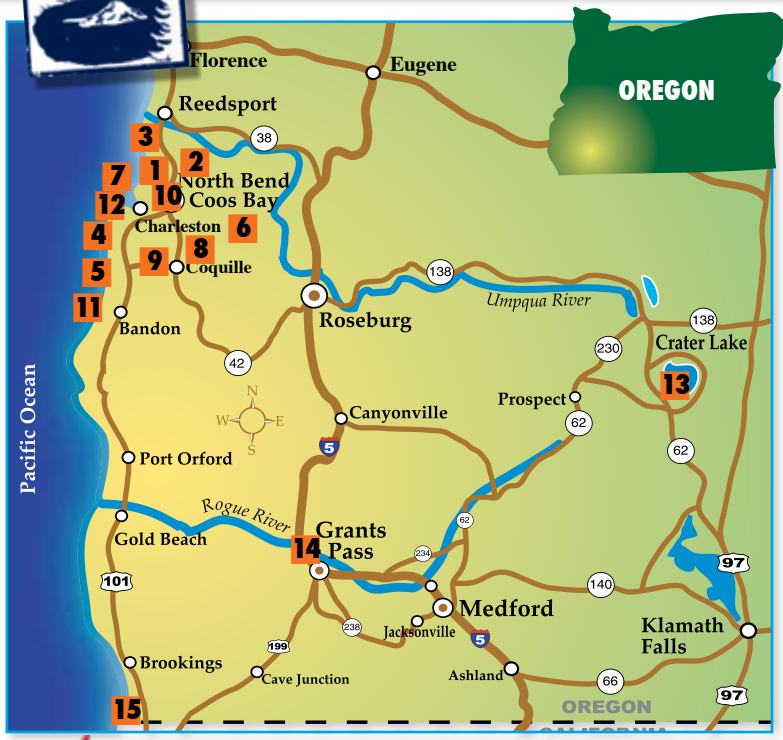 Florence
Eugene
OREGON
Reedsport
38
3
1
2
7
North Bend
10
Coos Bay
12
Charleston
4
6
8
9
Coquille
5
138
11
Umpqua River
Bandon
Roseburg
138
230
Crater Lake
42
13
Pacific Ocean
N
W
E
S
Prospect
Canyonville
62
5
62
Port Orford
Rogue River
62
Gold Beach
Grants
14
Pass
234
97
101
140
Medford
238
Jacksonville
Klamath
Falls
5
199
Brookings
Cave Junction
Ashland
66
97
15
OREGON
CALIFORNIA